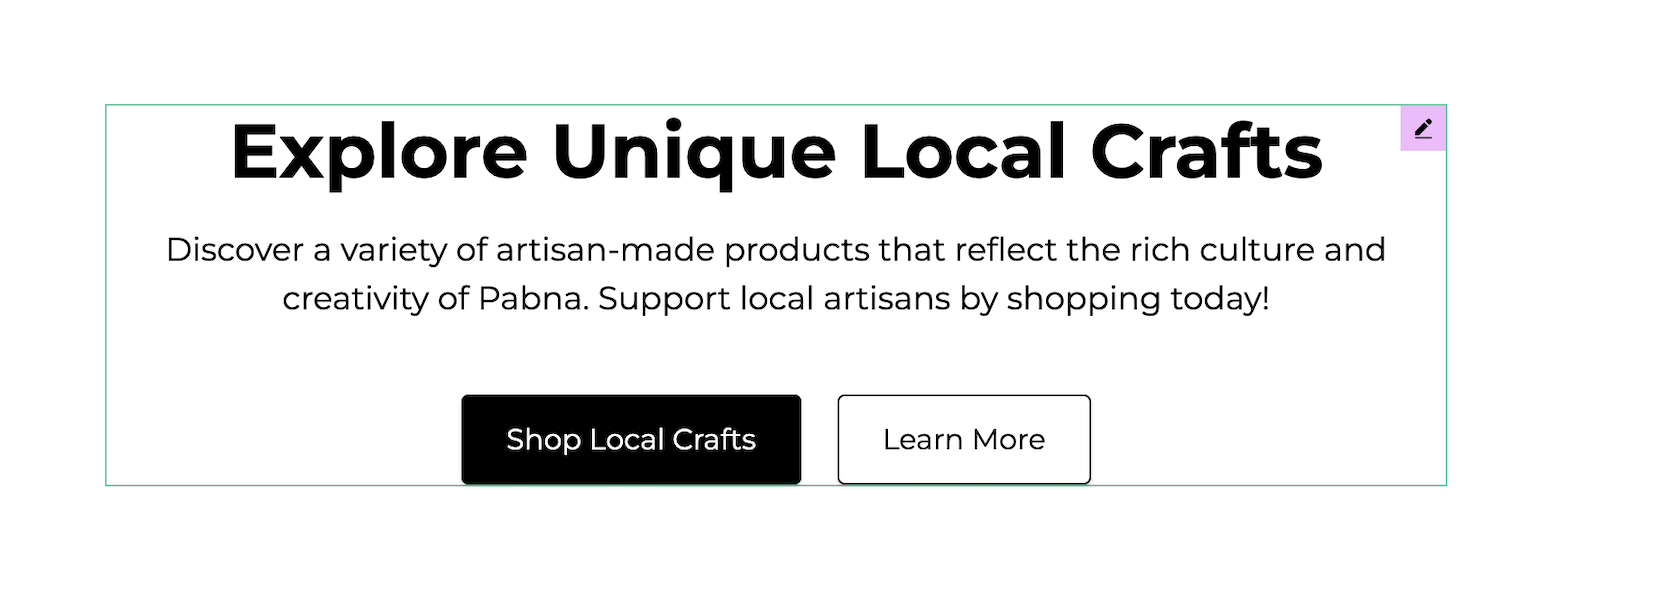 Explore Unique Local Crafts
Discover a variety of artisan-made products that reflect the rich culture and
creativity of Pabna. Support local artisans by shopping today!
Shop Local Crafts
Learn More